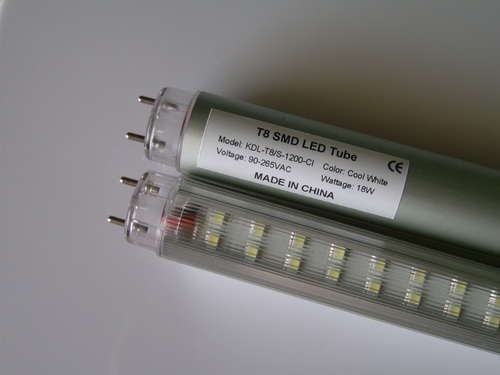 T8 SMD LED Tube
Model: KDL-T8/S-1200-CI Color: Cool White
Voltage: 90-265VAC Wattage: 18W
MADE IN CHINA
CE